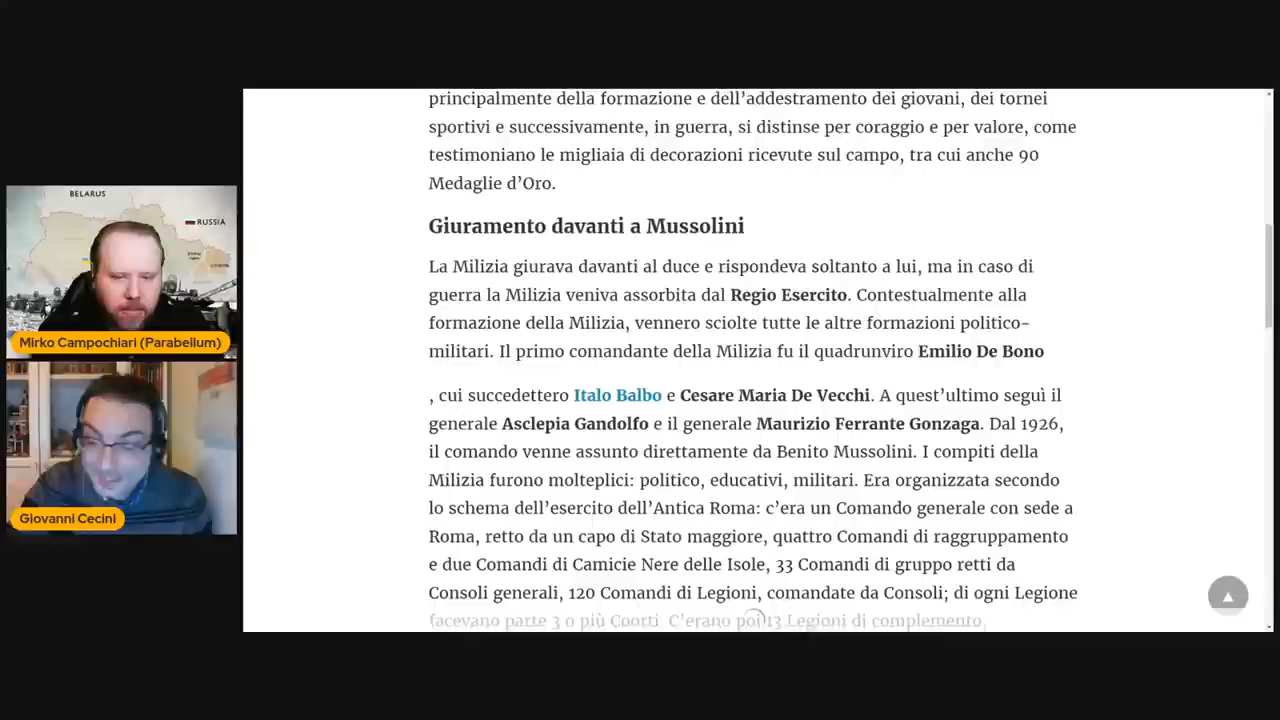 BELARUS
RUSSIA
Mirko Campochiari (Parabellum)
Giovanni Cecini
principalmente della formazione e dell’addestramento dei giovani, dei tornei
sportivi e successivamente, in guerra, si distinse per coraggio e per valore, come
testimoniano le migliaia di decorazioni ricevute sul campo, tra cui anche 90
Medaglie d’Oro.
Giuramento davanti a Mussolini
La Milizia giurava davanti al duce e rispondeva soltanto a lui, ma in caso di
guerra la Milizia veniva assorbita dal Regio Esercito. Contestualmente alla
formazione della Milizia, vennero sciolte tutte le altre formazioni politico-
militari. Il primo comandante della Milizia fu il quadrunviro Emilio De Bono
, cui succedettero Italo Balbo e Cesare Maria De Vecchi. A quest’ultimo seguì il
generale Asclepia Gandolfo e il generale Maurizio Ferrante Gonzaga. Dal 1926,
il comando venne assunto direttamente da Benito Mussolini. I compiti della
Milizia furono molteplici: politico, educativi, militari. Era organizzata secondo
lo schema dell’esercito dell’Antica Roma: c’era un Comando generale con sede a
Roma, retto da un capo di Stato maggiore, quattro Comandi di raggruppamento
e due Comandi di Camicie Nere delle Isole, 33 Comandi di gruppo retti da
Consoli generali, 120 Comandi di Legioni, comandate da Consoli; di ogni Legione
facevano parte 3 o più Coorti. C’erano poi 13 Legioni di complemento,